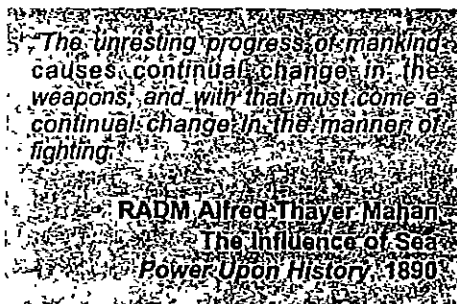 "The unresting progress of mankind
causes continual change in the
weapons, and with that must come a
continual change in the manner of
fighting."
RADM Alfred Thayer Mahan
The Influence of Sea
Power Upon History, 1890